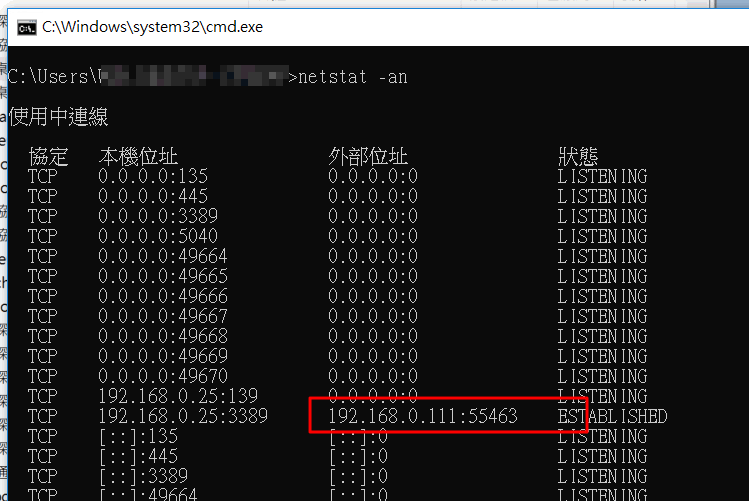 C:\Windows\system32\cmd.exe
C:\Users\ >netstat -an
使用中連線
協定 本機位址 外部位址 狀態
TCP 0.0.0.0:135 0.0.0.0:0 LISTENING
TCP 0.0.0.0:445 0.0.0.0:0 LISTENING
TCP 0.0.0.0:3389 0.0.0.0:0 LISTENING
TCP 0.0.0.0:5040 0.0.0.0:0 LISTENING
TCP 0.0.0.0:49664 0.0.0.0:0 LISTENING
TCP 0.0.0.0:49665 0.0.0.0:0 LISTENING
TCP 0.0.0.0:49666 0.0.0.0:0 LISTENING
TCP 0.0.0.0:49667 0.0.0.0:0 LISTENING
TCP 0.0.0.0:49668 0.0.0.0:0 LISTENING
TCP 0.0.0.0:49669 0.0.0.0:0 LISTENING
TCP 0.0.0.0:49670 0.0.0.0:0 LISTENING
TCP 192.168.0.25:139 0.0.0.0:0 LISTENING
TCP 192.168.0.25:3389 192.168.0.111:55463 ESTABLISHED
TCP [::]:135 [::]:0 LISTENING
TCP [::]:445 [::]:0 LISTENING
TCP [::]:3389 [::]:0 LISTENING
TCP [::]:49664 [::]:0 LISTENING